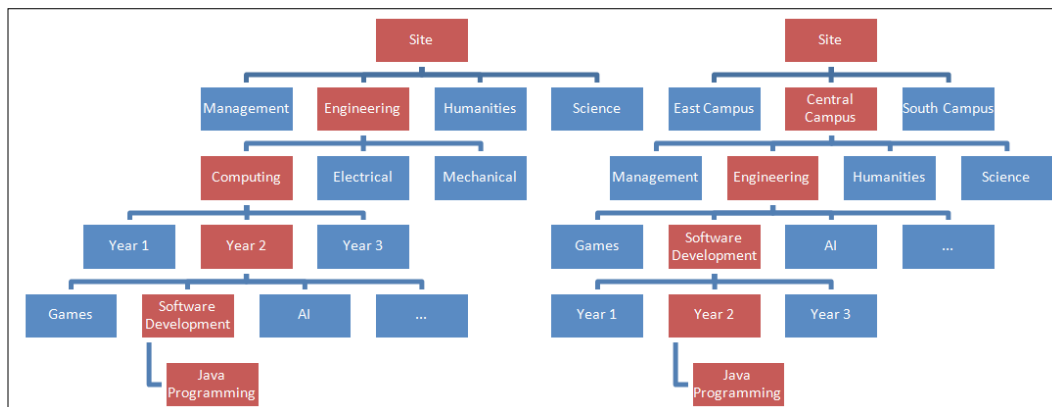 Site
Management
Engineering
Humanities
Science
Computing
Electrical
Mechanical
Year 1
Year 2
Year 3
Games
Software
Development
AI
...
Java
Programming
Site
East Campus
Central
Campus
South Campus
Management
Engineering
Humanities
Science
Games
Software
Development
AI
...
Year 1
Year 2
Year 3
Java
Programming